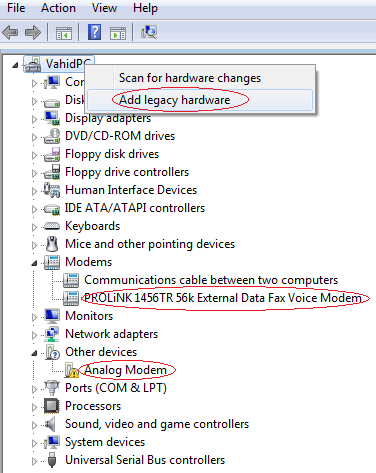 File Action View Help
VahidPC
Scan for hardware changes
Add legacy hardware
Display adapters
DVD/CD-ROM drives
Floppy disk drives
Floppy drive controllers
Human Interface Devices
IDE ATA/ATAPI controllers
Keyboards
Mice and other pointing devices
Modems
Communications cable between two computers
PROLiNK 1456TR 56k External Data Fax Voice Modem
Monitors
Network adapters
Other devices
Analog Modem
Ports (COM & LPT)
Processors
Sound, video and game controllers
System devices
Universal Serial Bus controllers